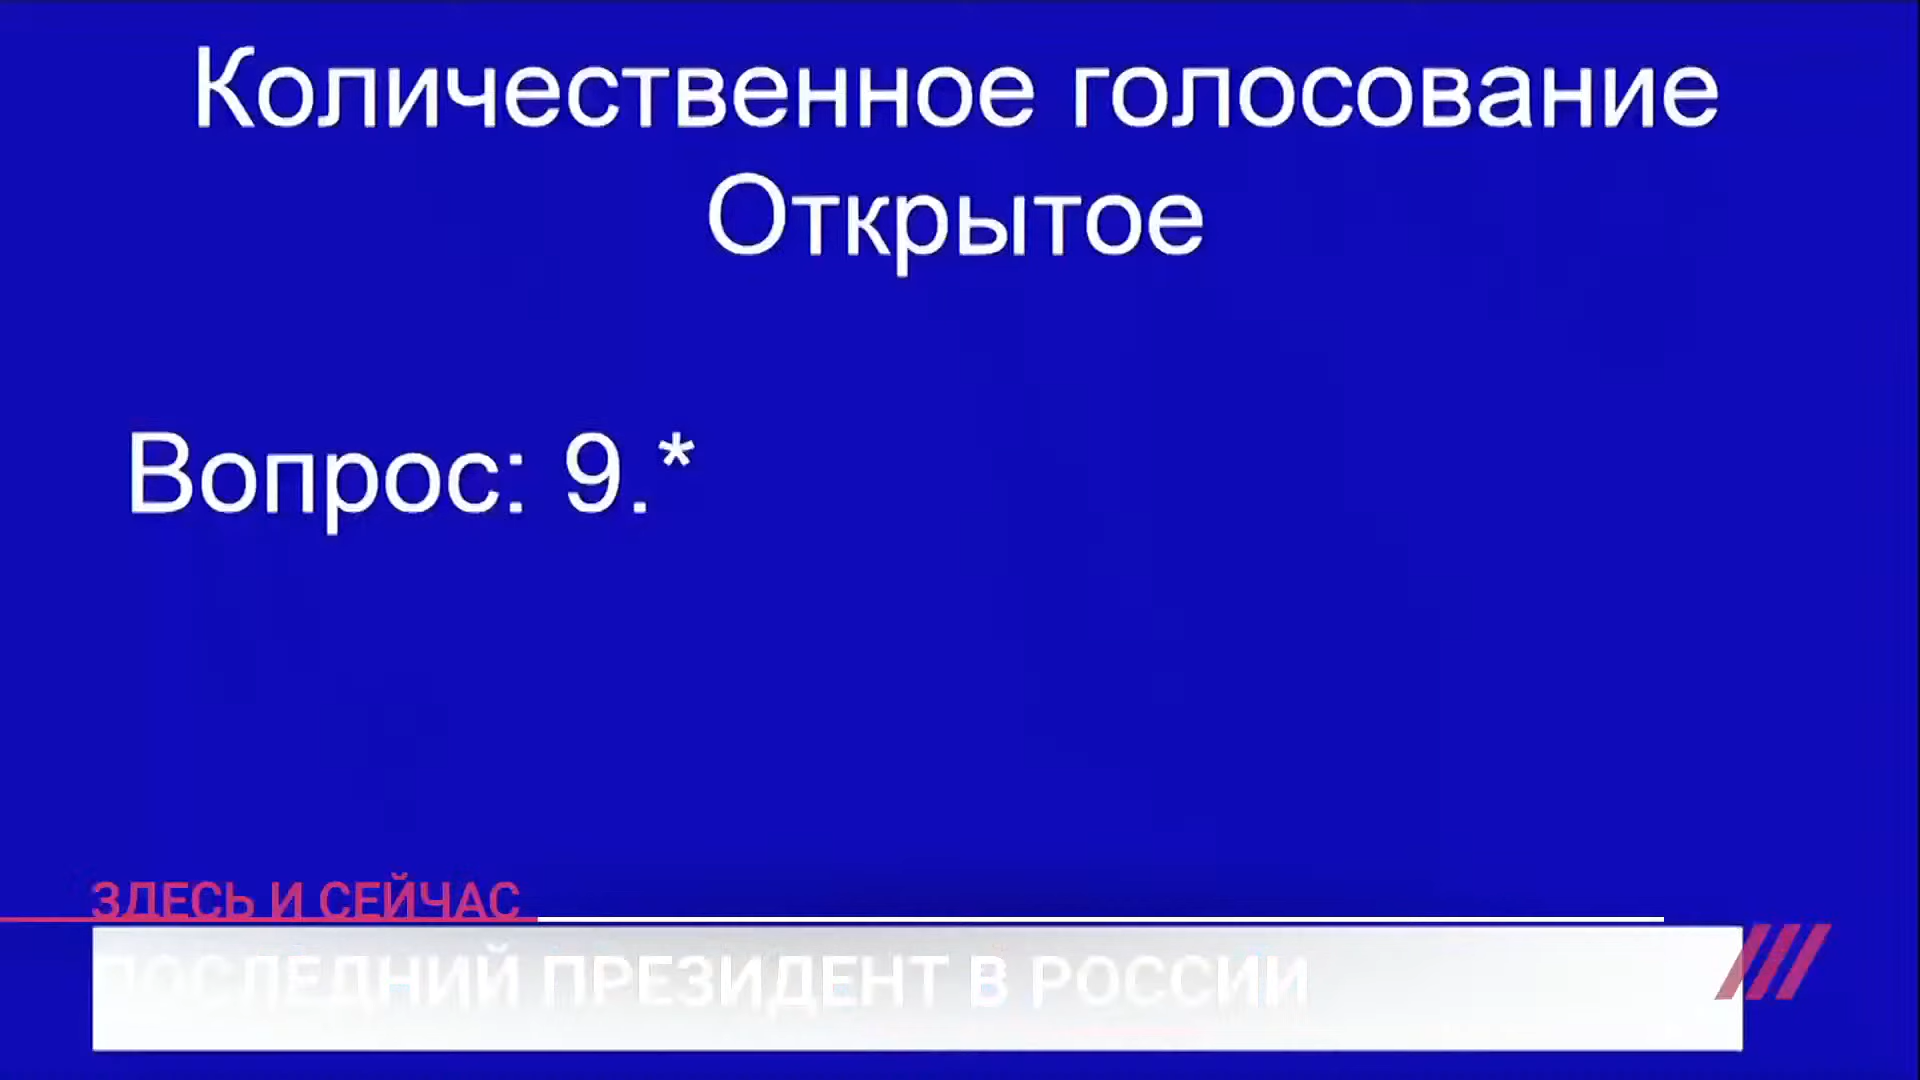 Количественное голосование
Открытое
Вопрос: 9.*
ЗДЕСЬ И СЕЙЧАС
ПОСЛЕДНИЙ ПРЕЗИДЕНТ В РОССИИ